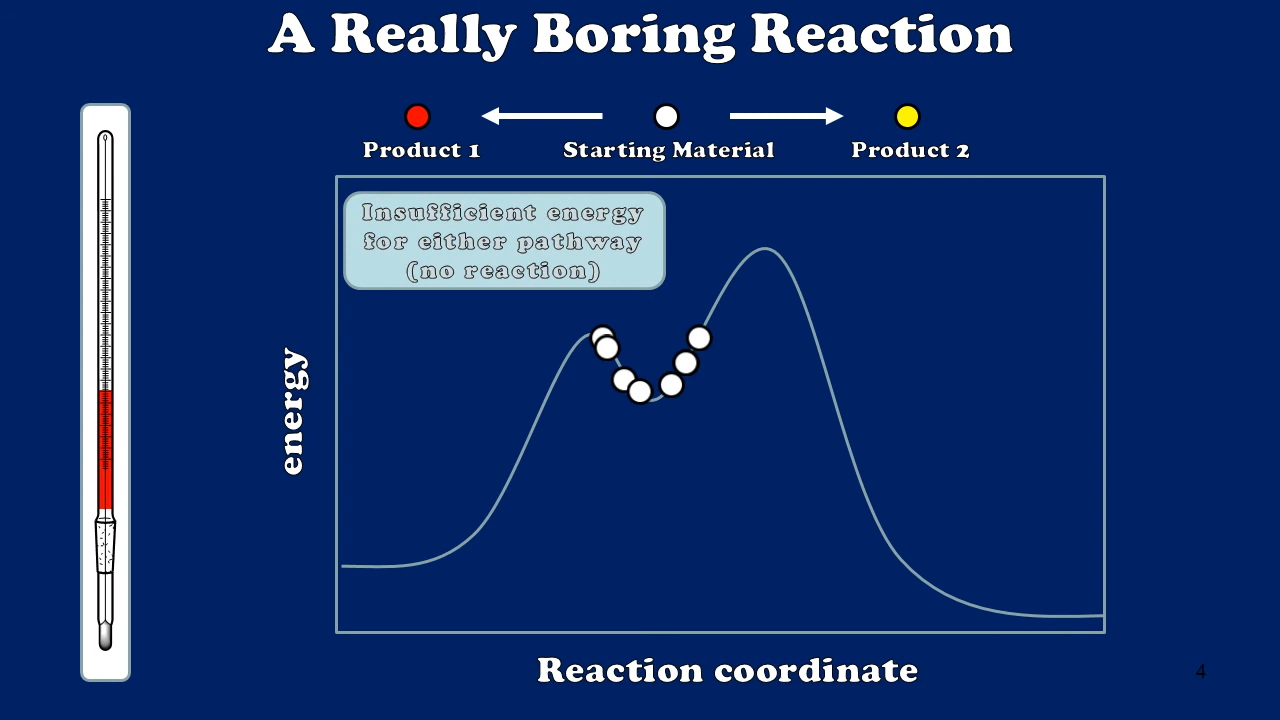 A Really Boring Reaction
Product 1
Starting Material
Product 2
Insufficient energy
for either pathway
(no reaction)
energy
Reaction coordinate
4